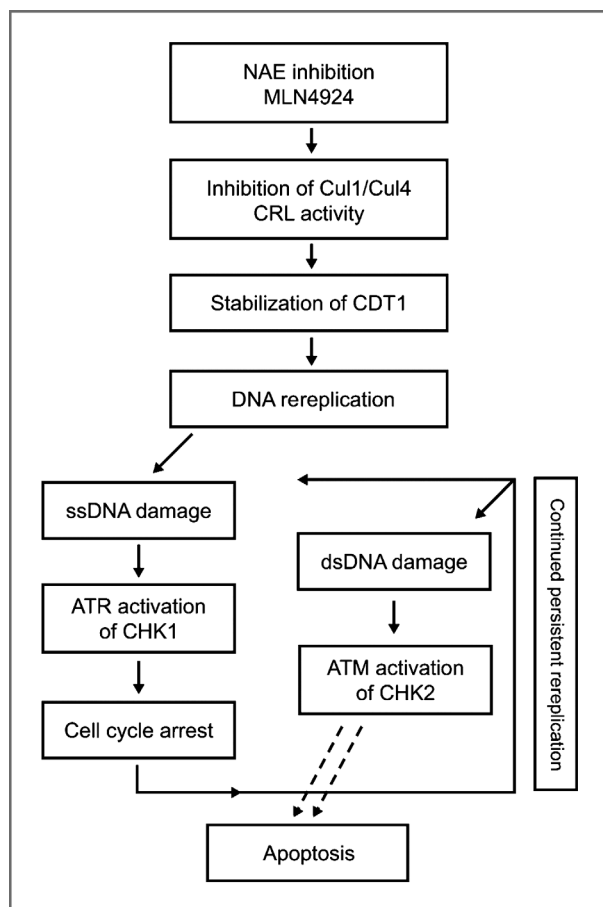 NAE inhibition
MLN4924
Inhibition of Cul1/Cul4
CRL activity
Stabilization of CDT1
DNA rereplication
ssDNA damage
ATR activation
of CHK1
Cell cycle arrest
dsDNA damage
ATM activation
of CHK2
Continued persistent rereplication
Apoptosis